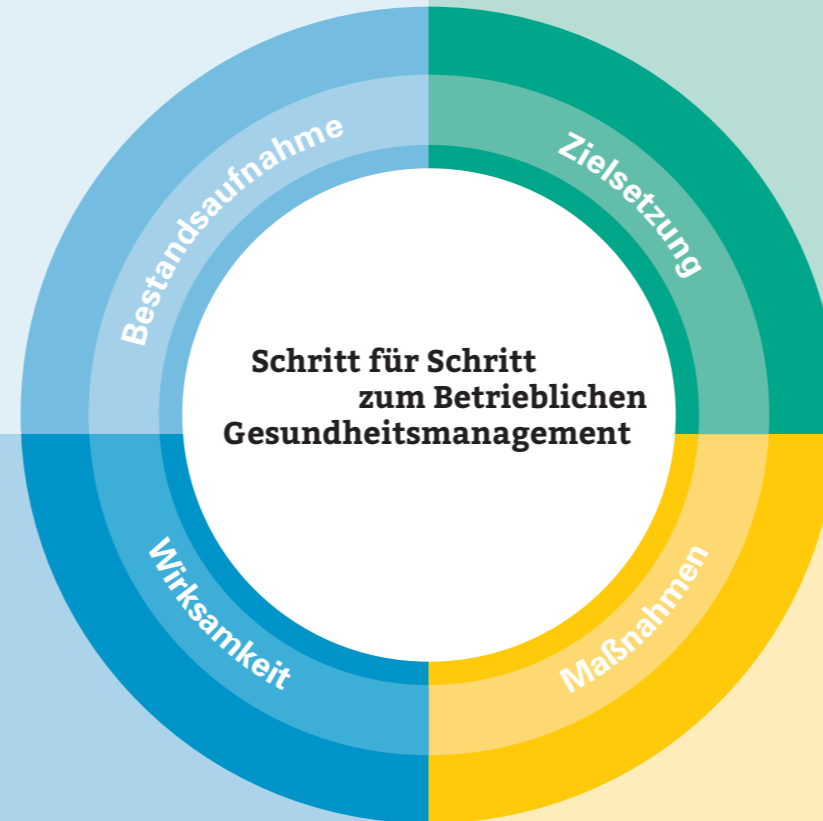 Bestandsaufnahme
Zielsetzung
Schritt für Schritt
zum Betrieblichen
Gesundheitsmanagement
Wirksamkeit
Maßnahmen